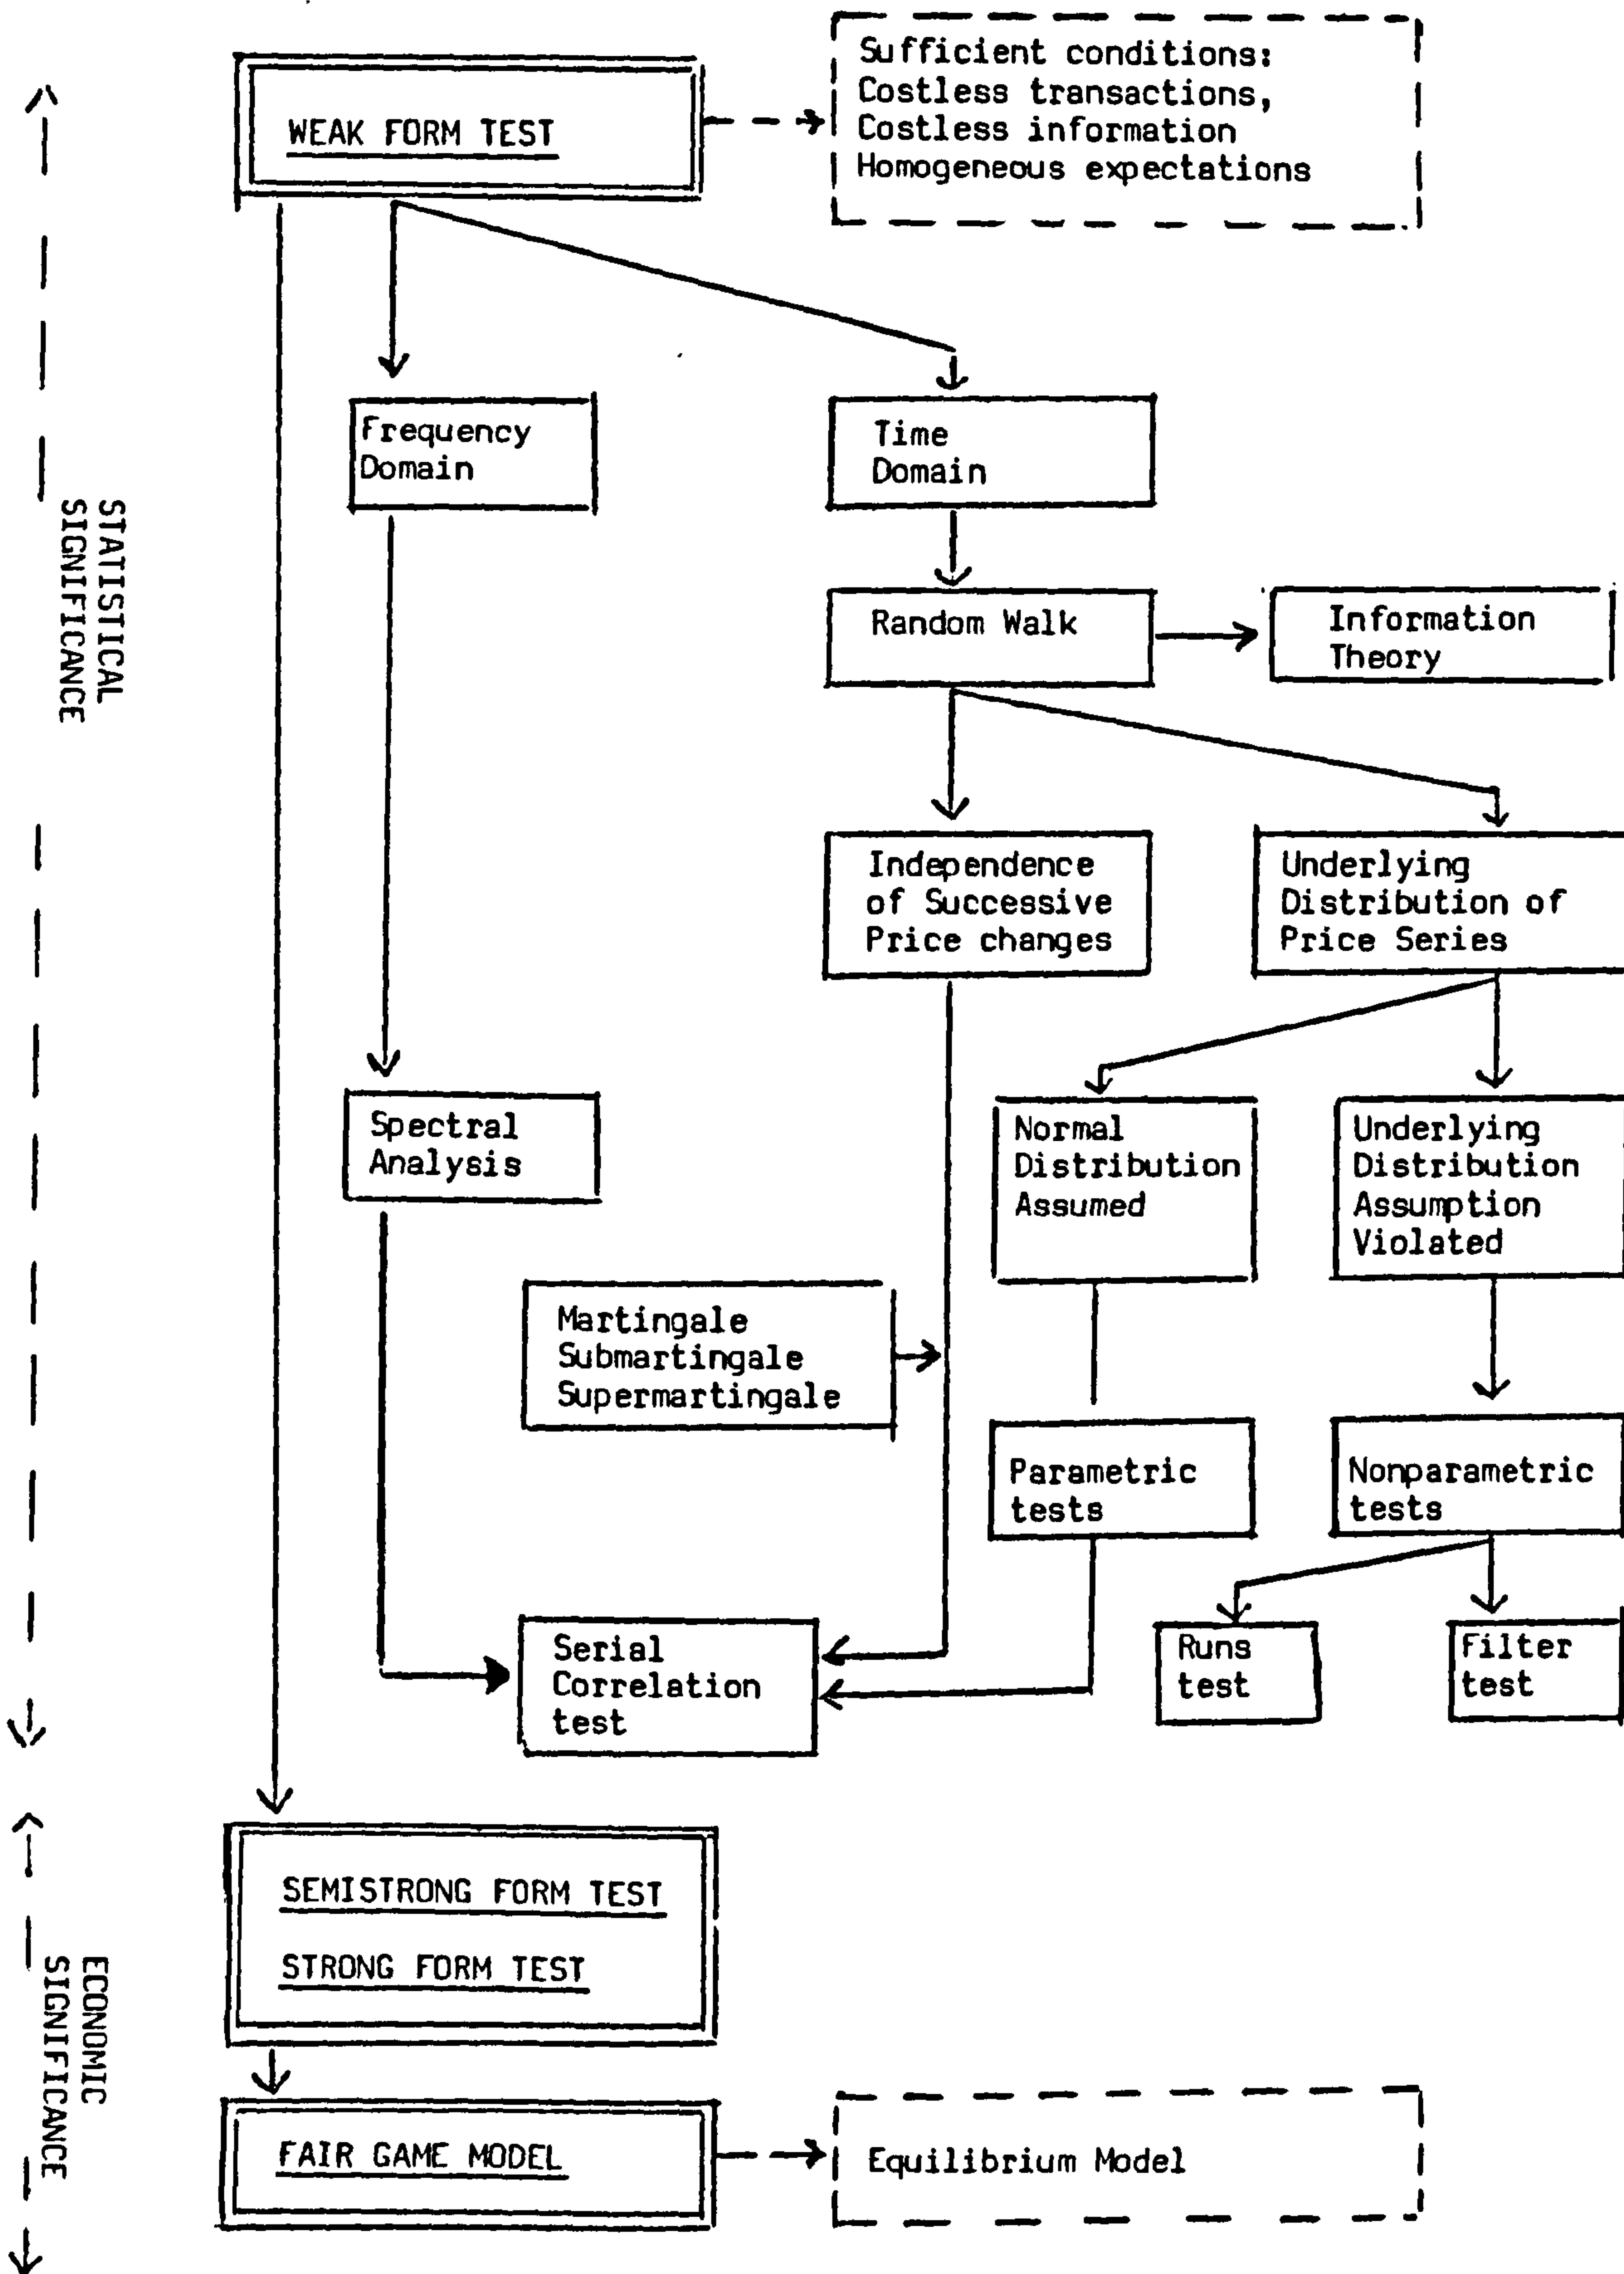 WEAK FORM TEST
Sufficient conditions:
Costless transactions,
Costless information
Homogeneous expectations
STATISTICAL
SIGNIFICANCE
Frequency
Domain
Time
Domain
Random Walk
Information
Theory
Independence
of Successive
Price changes
Underlying
Distribution of
Price Series
Spectral
Analysis
Normal
Distribution
Assumed
Underlying
Distribution
Assumption
Violated
Martingale
Submartingale
Supermartingale
Parametric
tests
Nonparametric
tests
Serial
Correlation
test
Runs
test
Filter
test
SEMISTRONG FORM TEST
STRONG FORM TEST
ECONOMIC
SIGNIFICANCE
FAIR GAME MODEL
Equilibrium Model